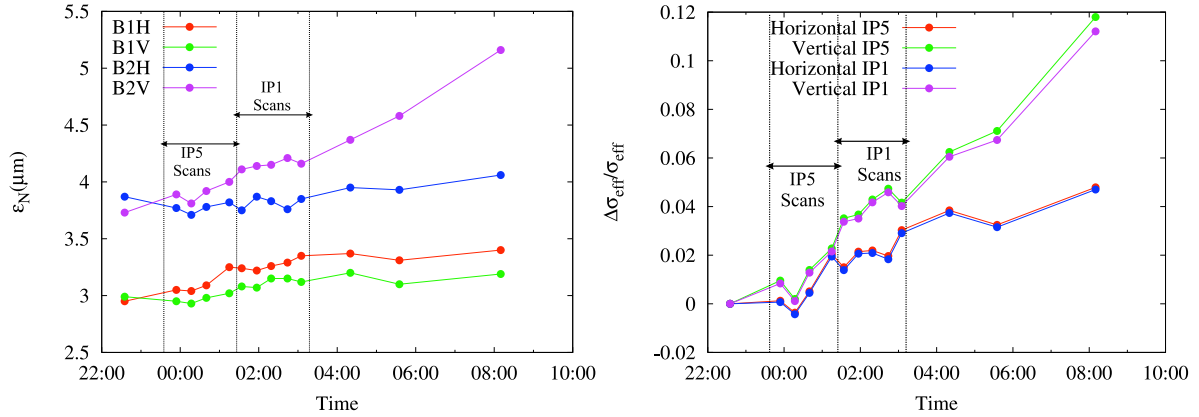 5.5
5
4.5
4
3.5
3
2.5
ε_N(μm)
B1H
B1V
B2H
B2V
IP1
Scans
IP5
Scans
22:00 00:00 02:00 04:00 06:00 08:00 10:00
Time
0.12
0.1
0.08
0.06
0.04
0.02
0
-0.02
Δσ_eff/σ_eff
Horizontal IP5
Vertical IP5
Horizontal IP1
Vertical IP1
IP1
Scans
IP5
Scans
22:00 00:00 02:00 04:00 06:00 08:00 10:00
Time